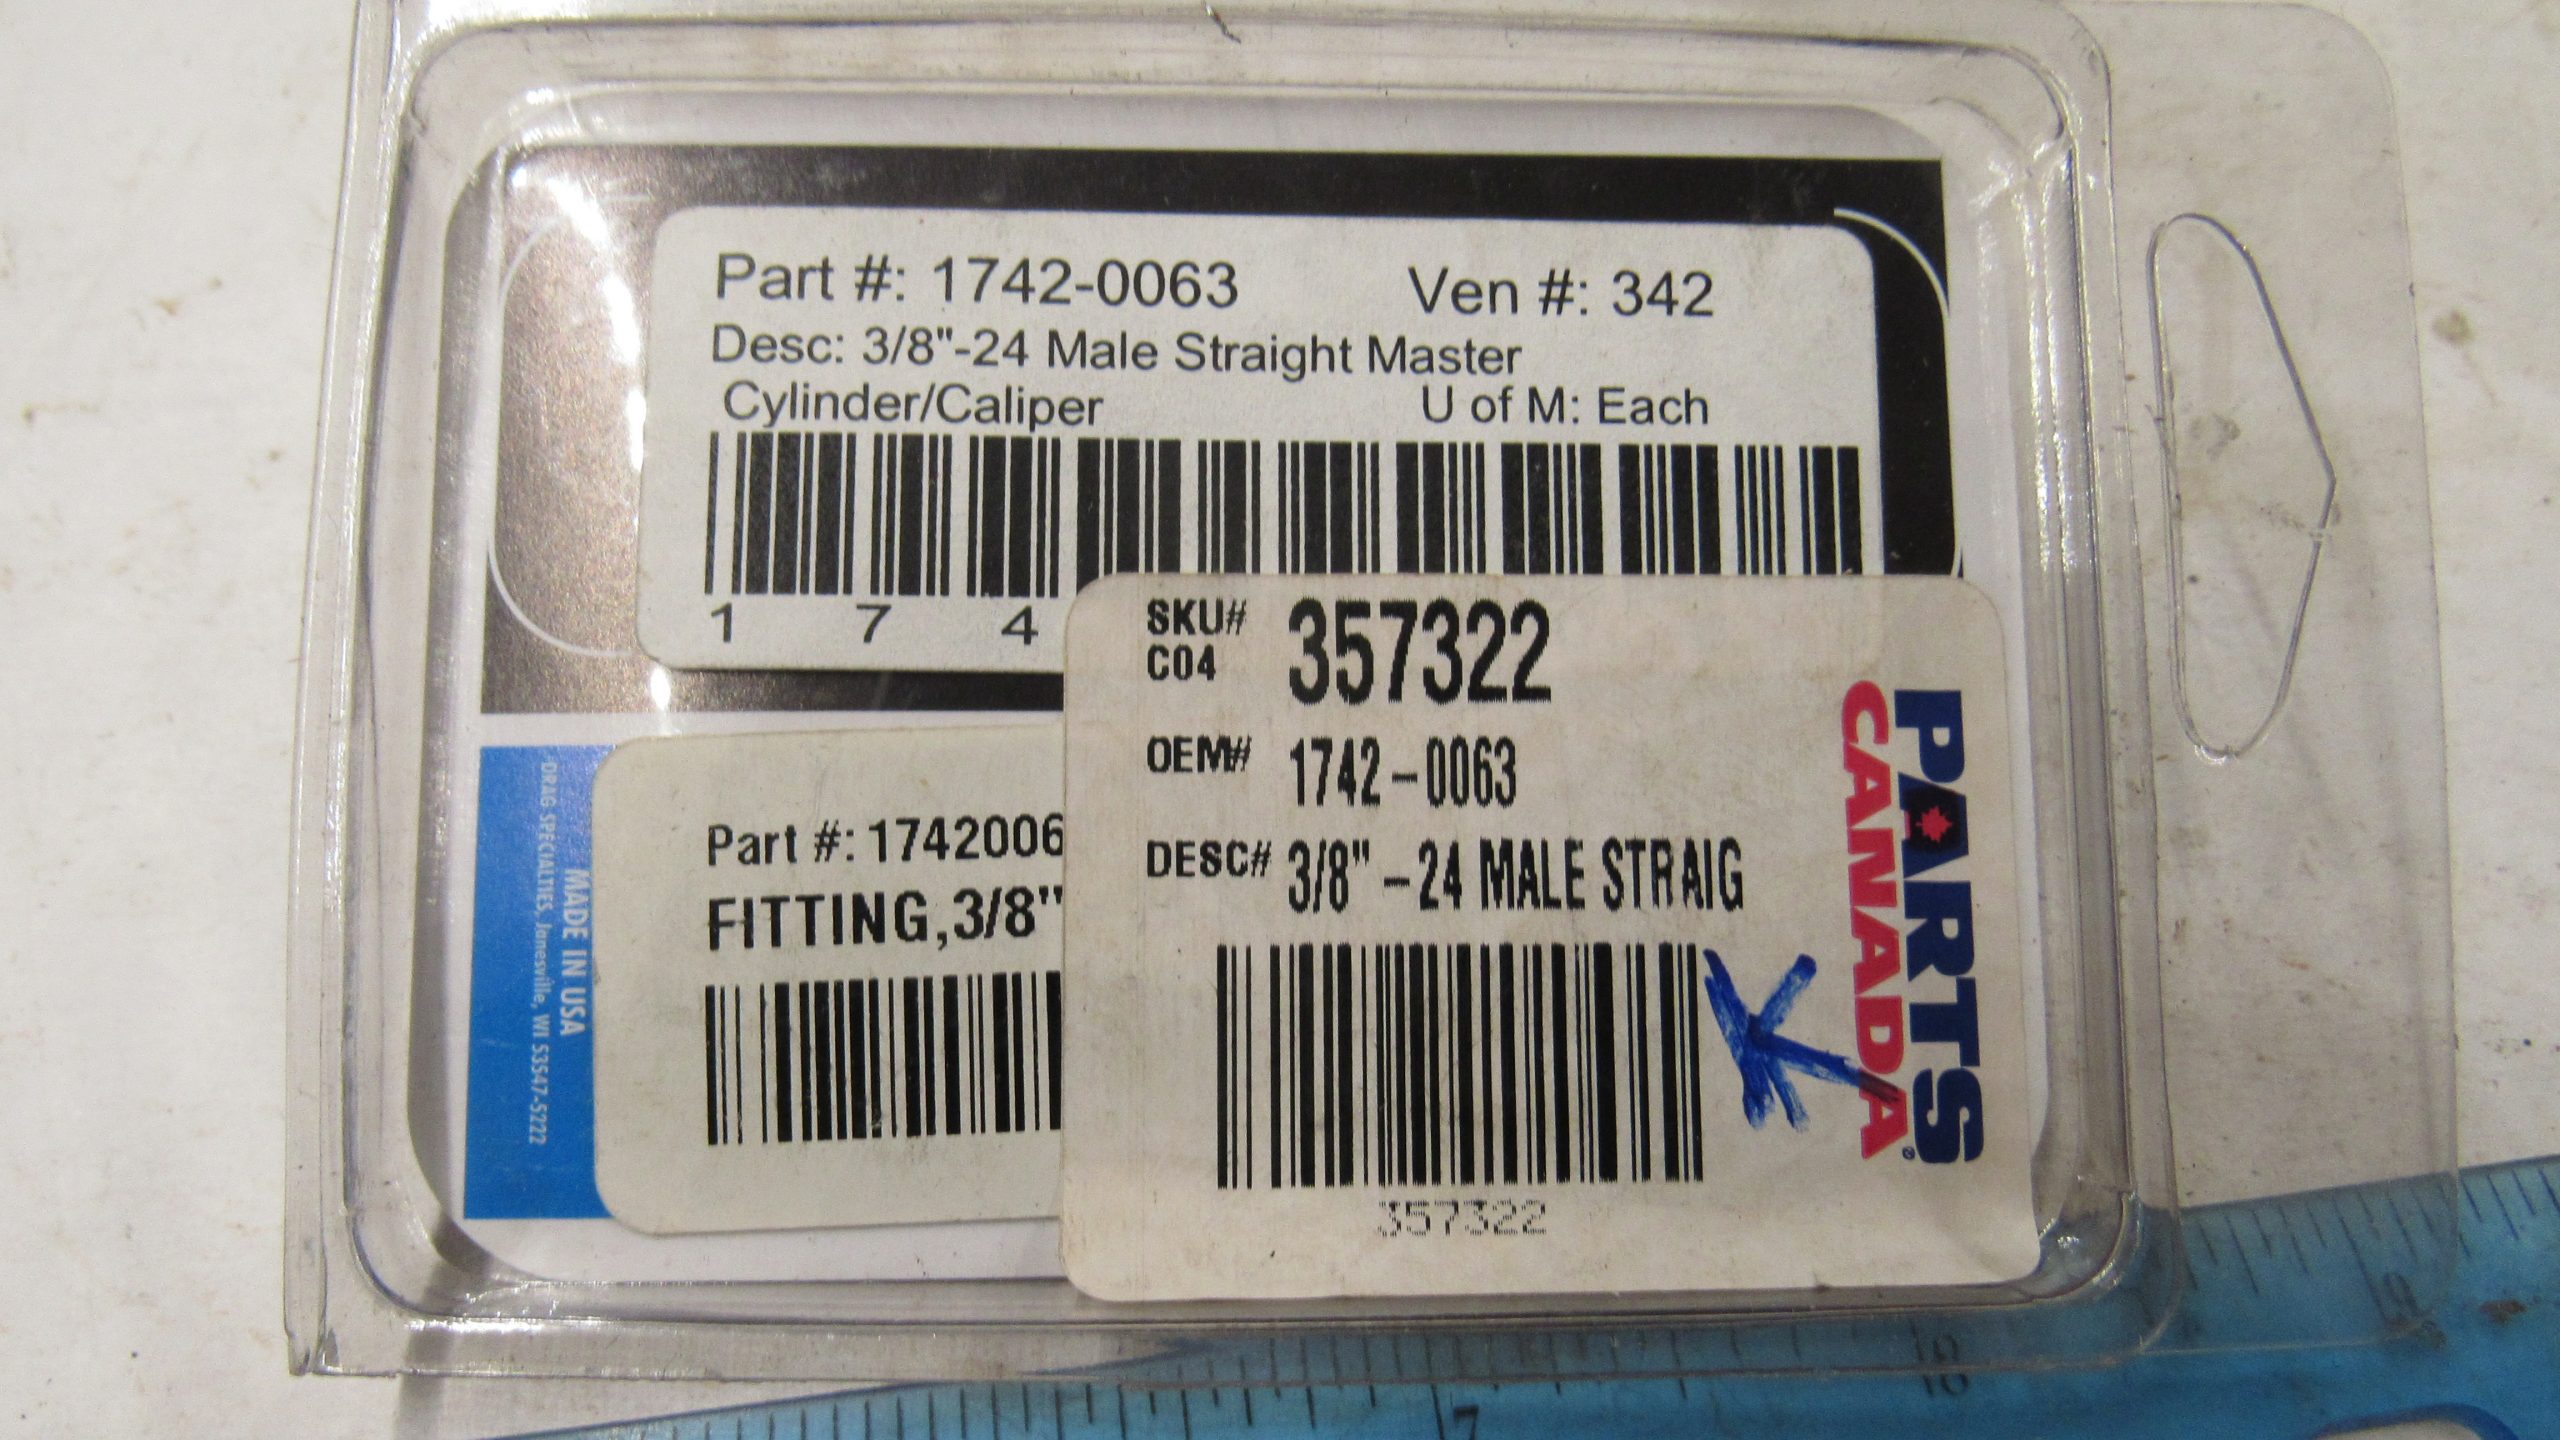 Part #: 1742-0063 Ven #: 342
Desc: 3/8"-24 Male Straight Master
Cylinder/Caliper U of M: Each
1 7 4
SKU# 357322
C04
OEM# 1742-0063
DESC# 3/8" -24 MALE STRAIG
357322
PARTS
CANADA
Part #: 1742006
FITTING,3/8"
MADE IN USA
DRAG SPECIALTIES, Janesville, WI 53547-5222
7